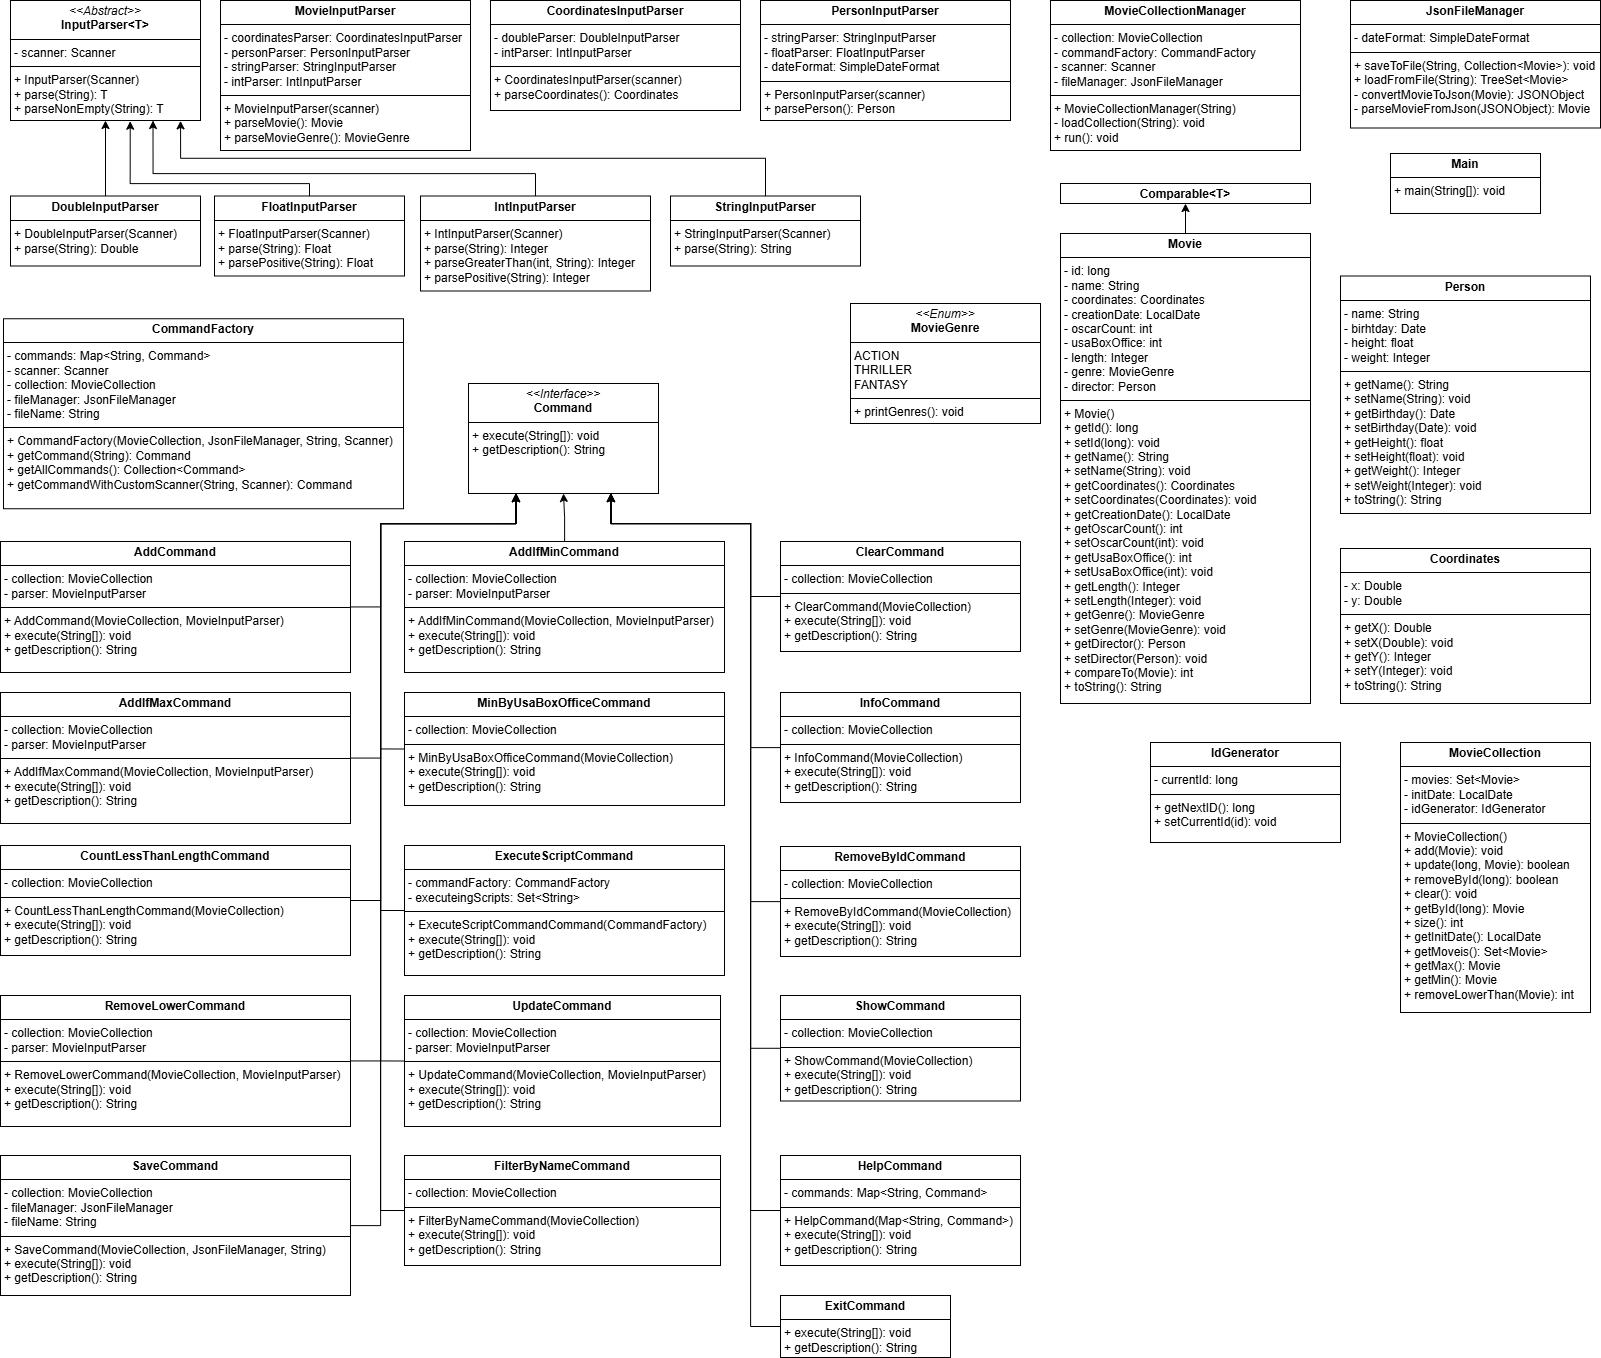 <<Abstract>>
InputParser<T>
- scanner: Scanner
+ InputParser(Scanner)
+ parse(String): T
+ parseNonEmpty(String): T
MovieInputParser
- coordinatesParser: CoordinatesInputParser
- personParser: PersonInputParser
- stringParser: StringInputParser
- intParser: IntInputParser
+ MovieInputParser(scanner)
+ parseMovie(): Movie
+ parseMovieGenre(): MovieGenre
CoordinatesInputParser
- doubleParser: DoubleInputParser
- intParser: IntInputParser
+ CoordinatesInputParser(scanner)
+ parseCoordinates(): Coordinates
PersonInputParser
- stringParser: StringInputParser
- floatParser: FloatInputParser
- dateFormat: SimpleDateFormat
+ PersonInputParser(scanner)
+ parsePerson(): Person
MovieCollectionManager
- collection: MovieCollection
- commandFactory: CommandFactory
- scanner: Scanner
- fileManager: JsonFileManager
+ MovieCollectionManager(String)
- loadCollection(String): void
+ run(): void
JsonFileManager
- dateFormat: SimpleDateFormat
+ saveToFile(String, Collection<Movie>): void
+ loadFromFile(String): TreeSet<Movie>
- convertMovieToJson(Movie): JSONObject
- parseMovieFromJson(JSONObject): Movie
Main
+ main(String[]): void
DoubleInputParser
+ DoubleInputParser(Scanner)
+ parse(String): Double
FloatInputParser
+ FloatInputParser(Scanner)
+ parse(String): Float
+ parsePositive(String): Float
IntInputParser
+ IntInputParser(Scanner)
+ parse(String): Integer
+ parseGreaterThan(int, String): Integer
+ parsePositive(String): Integer
StringInputParser
+ StringInputParser(Scanner)
+ parse(String): String
Comparable<T>
Movie
- id: long
- name: String
- coordinates: Coordinates
- creationDate: LocalDate
- oscarCount: int
- usaBoxOffice: int
- length: Integer
- genre: MovieGenre
- director: Person
+ Movie()
+ getId(): long
+ setId(long): void
+ getName(): String
+ setName(String): void
+ getCoordinates(): Coordinates
+ setCoordinates(Coordinates): void
+ getCreationDate(): LocalDate
+ getOscarCount(): int
+ setOscarCount(int): void
+ getUsaBoxOffice(): int
+ setUsaBoxOffice(int): void
+ getLength(): Integer
+ setLength(Integer): void
+ getGenre(): MovieGenre
+ setGenre(MovieGenre): void
+ getDirector(): Person
+ setDirector(Person): void
+ compareTo(Movie): int
+ toString(): String
Person
- name: String
- birhtday: Date
- height: float
- weight: Integer
+ getName(): String
+ setName(String): void
+ getBirthday(): Date
+ setBirthday(Date): void
+ getHeight(): float
+ setHeight(float): void
+ getWeight(): Integer
+ setWeight(Integer): void
+ toString(): String
<<Enum>>
MovieGenre
ACTION
THRILLER
FANTASY
+ printGenres(): void
CommandFactory
- commands: Map<String, Command>
- scanner: Scanner
- collection: MovieCollection
- fileManager: JsonFileManager
- fileName: String
+ CommandFactory(MovieCollection, JsonFileManager, String, Scanner)
+ getCommand(String): Command
+ getAllCommands(): Collection<Command>
+ getCommandWithCustomScanner(String, Scanner): Command
<<Interface>>
Command
+ execute(String[]): void
+ getDescription(): String
Coordinates
- x: Double
- y: Double
+ getX(): Double
+ setX(Double): void
+ getY(): Integer
+ setY(Integer): void
+ toString(): String
AddCommand
- collection: MovieCollection
- parser: MovieInputParser
+ AddCommand(MovieCollection, MovieInputParser)
+ execute(String[]): void
+ getDescription(): String
AddIfMinCommand
- collection: MovieCollection
- parser: MovieInputParser
+ AddIfMinCommand(MovieCollection, MovieInputParser)
+ execute(String[]): void
+ getDescription(): String
ClearCommand
- collection: MovieCollection
+ ClearCommand(MovieCollection)
+ execute(String[]): void
+ getDescription(): String
AddIfMaxCommand
- collection: MovieCollection
- parser: MovieInputParser
+ AddIfMaxCommand(MovieCollection, MovieInputParser)
+ execute(String[]): void
+ getDescription(): String
MinByUsaBoxOfficeCommand
- collection: MovieCollection
+ MinByUsaBoxOfficeCommand(MovieCollection)
+ execute(String[]): void
+ getDescription(): String
InfoCommand
- collection: MovieCollection
+ InfoCommand(MovieCollection)
+ execute(String[]): void
+ getDescription(): String
IdGenerator
- currentId: long
+ getNextID(): long
+ setCurrentId(id): void
MovieCollection
- movies: Set<Movie>
- initDate: LocalDate
- idGenerator: IdGenerator
+ MovieCollection()
+ add(Movie): void
+ update(long, Movie): boolean
+ removeById(long): boolean
+ clear(): void
+ getById(long): Movie
+ size(): int
+ getInitDate(): LocalDate
+ getMoveis(): Set<Movie>
+ getMax(): Movie
+ getMin(): Movie
+ removeLowerThan(Movie): int
CountLessThanLengthCommand
- collection: MovieCollection
+ CountLessThanLengthCommand(MovieCollection)
+ execute(String[]): void
+ getDescription(): String
ExecuteScriptCommand
- commandFactory: CommandFactory
- executeingScripts: Set<String>
+ ExecuteScriptCommandCommand(CommandFactory)
+ execute(String[]): void
+ getDescription(): String
RemoveByIdCommand
- collection: MovieCollection
+ RemoveByIdCommand(MovieCollection)
+ execute(String[]): void
+ getDescription(): String
RemoveLowerCommand
- collection: MovieCollection
- parser: MovieInputParser
+ RemoveLowerCommand(MovieCollection, MovieInputParser)
+ execute(String[]): void
+ getDescription(): String
UpdateCommand
- collection: MovieCollection
- parser: MovieInputParser
+ UpdateCommand(MovieCollection, MovieInputParser)
+ execute(String[]): void
+ getDescription(): String
ShowCommand
- collection: MovieCollection
+ ShowCommand(MovieCollection)
+ execute(String[]): void
+ getDescription(): String
SaveCommand
- collection: MovieCollection
- fileManager: JsonFileManager
- fileName: String
+ SaveCommand(MovieCollection, JsonFileManager, String)
+ execute(String[]): void
+ getDescription(): String
FilterByNameCommand
- collection: MovieCollection
+ FilterByNameCommand(MovieCollection)
+ execute(String[]): void
+ getDescription(): String
HelpCommand
- commands: Map<String, Command>
+ HelpCommand(Map<String, Command>)
+ execute(String[]): void
+ getDescription(): String
ExitCommand
+ execute(String[]): void
+ getDescription(): String